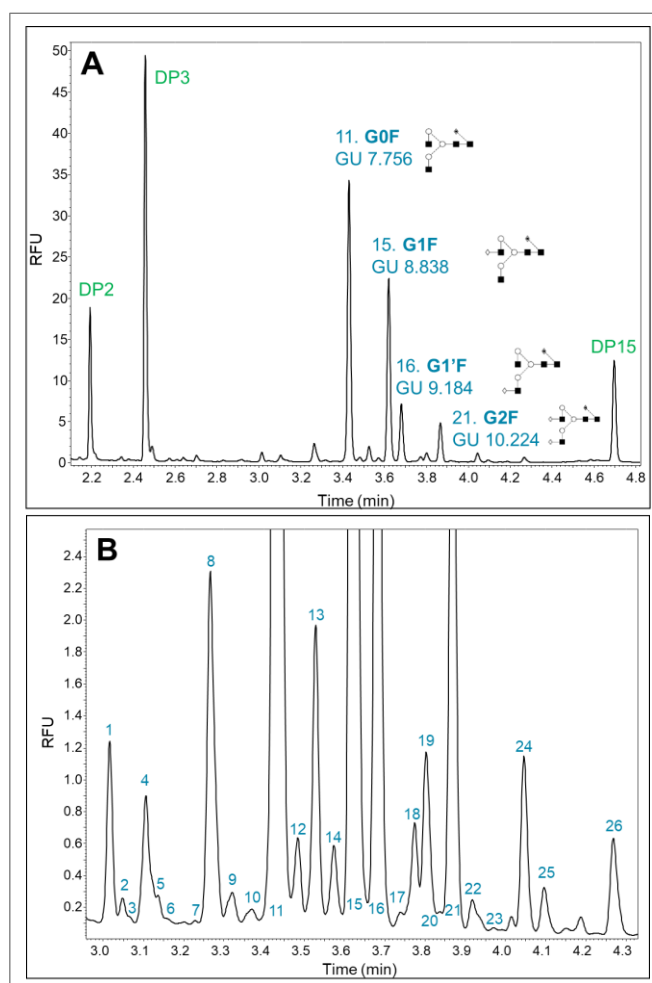 A
50
45
40
35
30
25
20
15
10
5
0
RFU
DP2
DP3
11. G0F
GU 7.756
15. G1F
GU 8.838
16. G1'F
GU 9.184
21. G2F
GU 10.224
DP15
2.2 2.4 2.6 2.8 3.0 3.2 3.4 3.6 3.8 4.0 4.2 4.4 4.6 4.8
Time (min)
B
2.4
2.2
2.0
1.8
1.6
1.4
1.2
1.0
0.8
0.6
0.4
0.2
RFU
1 2 3 4 5 6 7 8 9 10 11 12 13 14 15 16 17 18 19 20 21 22 23 24 25 26
3.0 3.1 3.2 3.3 3.4 3.5 3.6 3.7 3.8 3.9 4.0 4.1 4.2 4.3
Time (min)